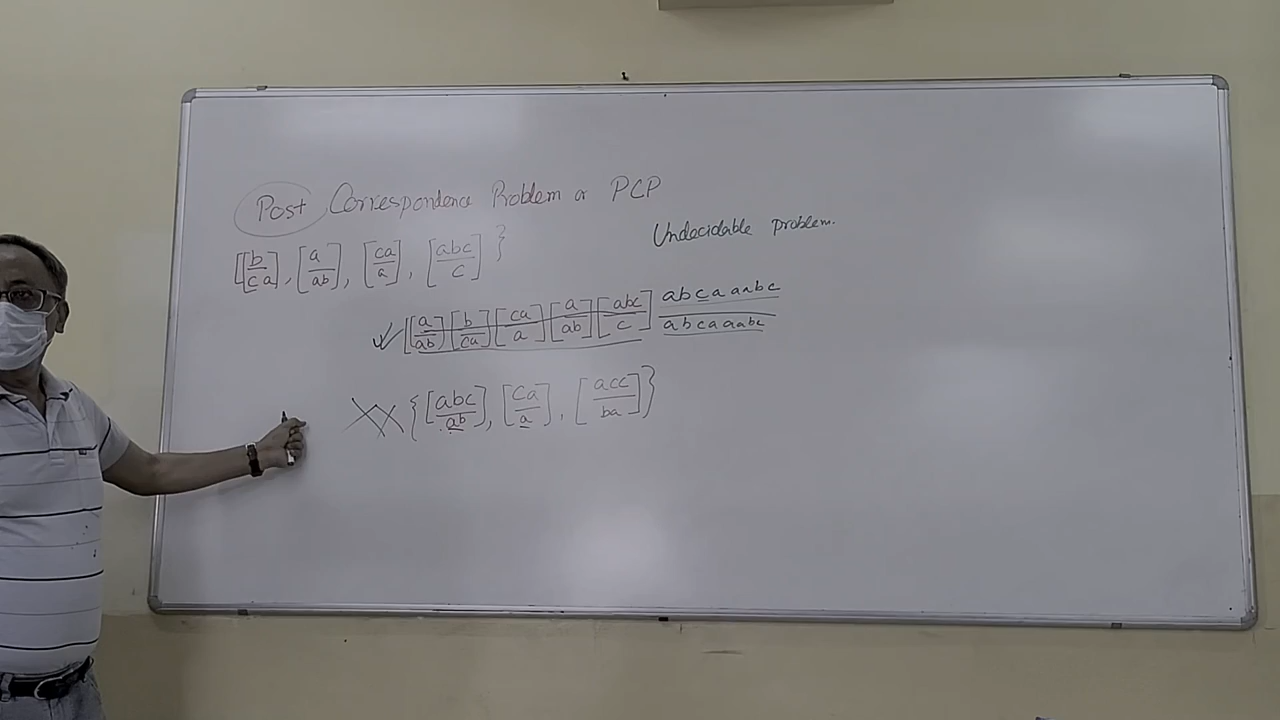 Post Correspondence Problem or PCP
Undecidable problem.
{[b/ca], [a/ab], [ca/a], [abc/c]}
[a/ab] [b/ca] [ca/a] [a/ab] [abc/c] abcaaabc/abcaaabc
{[abc/ab], [ca/a], [acc/ba]}